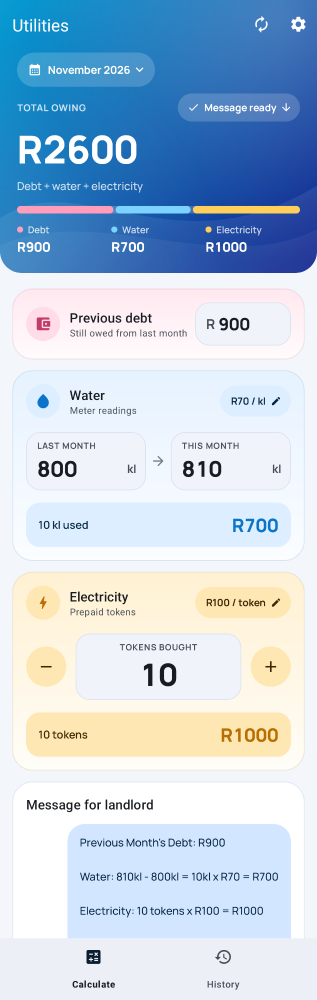 Utilities
November 2026
TOTAL OWING
Message ready
R2600
Debt + water + electricity
Debt
Water
Electricity
R900
R700
R1000
Previous debt
Still owed from last month
R 900
Water
Meter readings
R70 / kl
LAST MONTH
800 kl
THIS MONTH
810 kl
10 kl used
R700
Electricity
Prepaid tokens
R100 / token
TOKENS BOUGHT
10
10 tokens
R1000
Message for landlord
Previous Month's Debt: R900
Water: 810kl - 800kl = 10kl x R70 = R700
Electricity: 10 tokens x R100 = R1000
Calculate
History